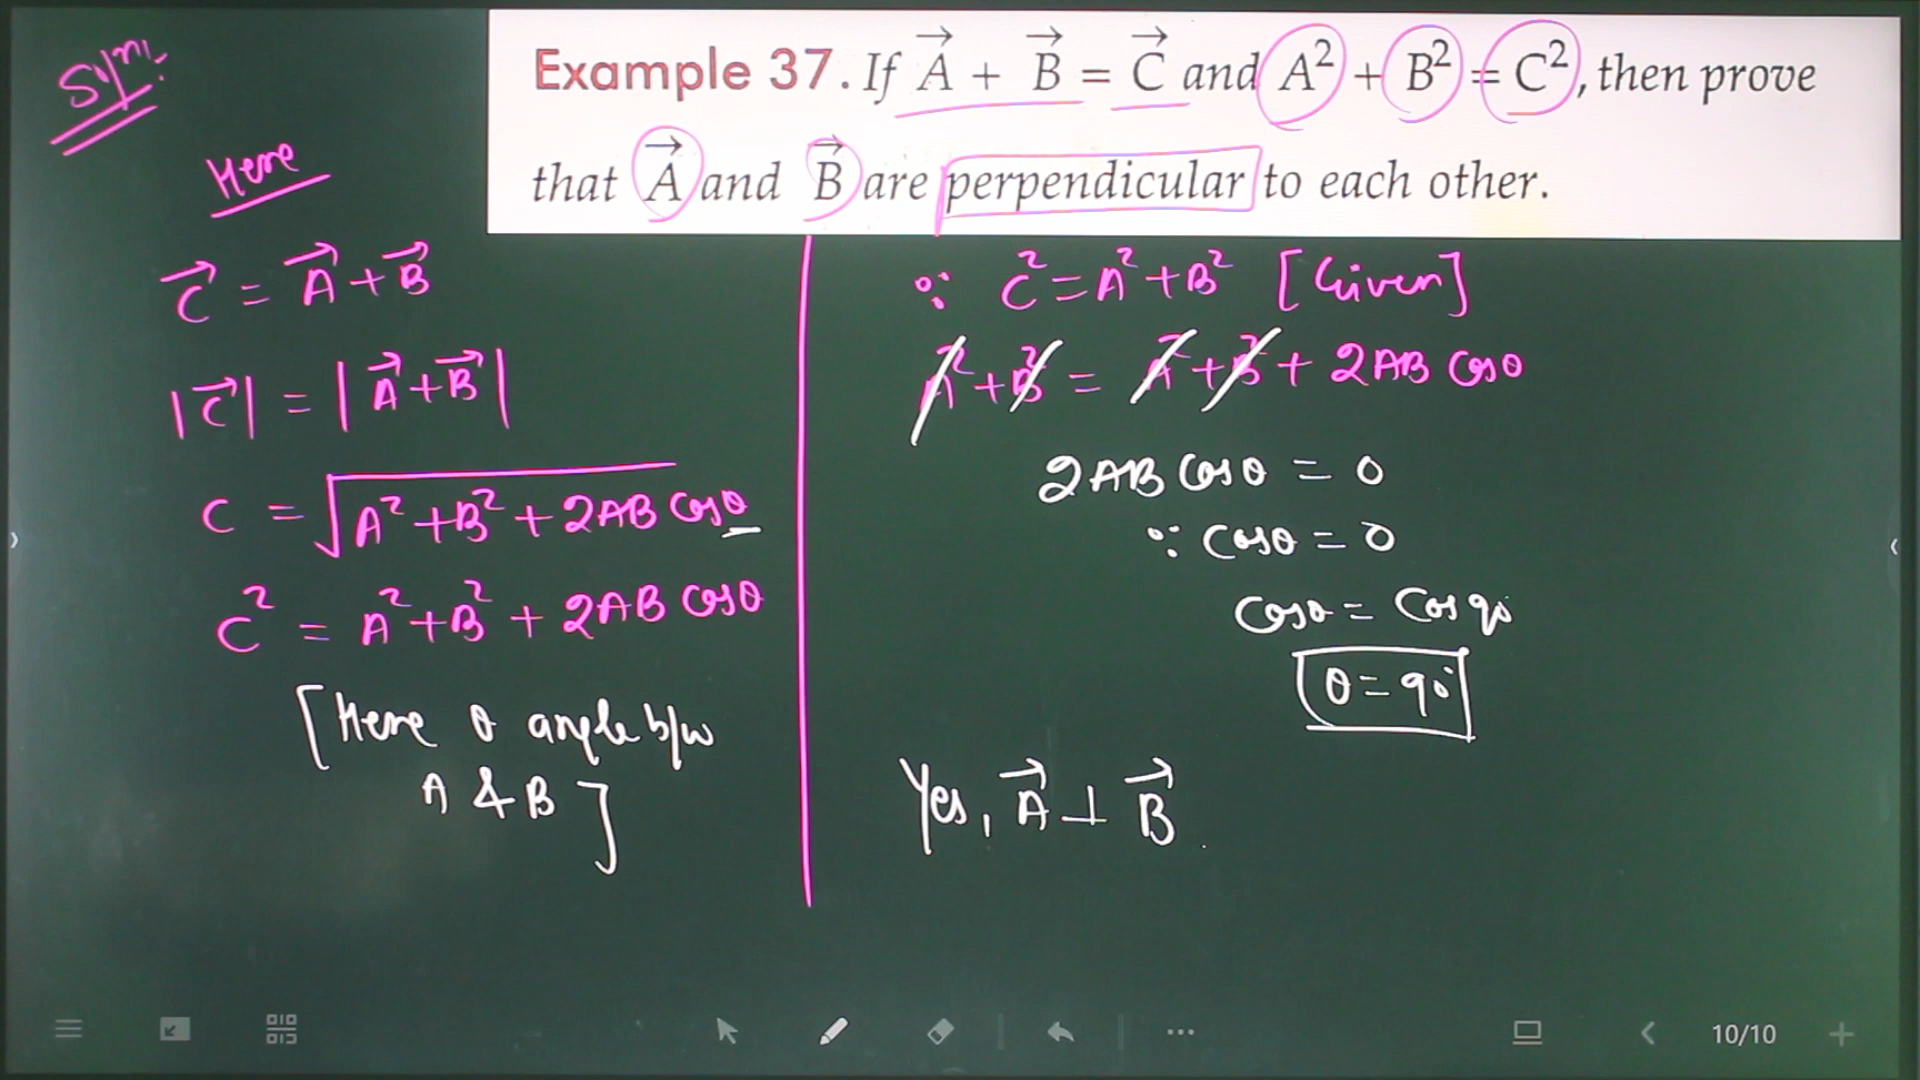 Soln.
Example 37. If A⃗ + B⃗ = C⃗ and A² + B² = C², then prove
that A⃗ and B⃗ are perpendicular to each other.
Here
C⃗ = A⃗ + B⃗
|C⃗| = |A⃗ + B⃗|
C = √(A² + B² + 2AB Cosθ)
C² = A² + B² + 2AB Cosθ
[Here θ angle b/w
A & B]
∵ C² = A² + B² [Given]
A² + B² = A² + B² + 2AB Cosθ
2AB Cosθ = 0
∵ Cosθ = 0
Cosθ = Cos 90°
θ = 90°
Yes, A⃗ ⊥ B⃗
10/10